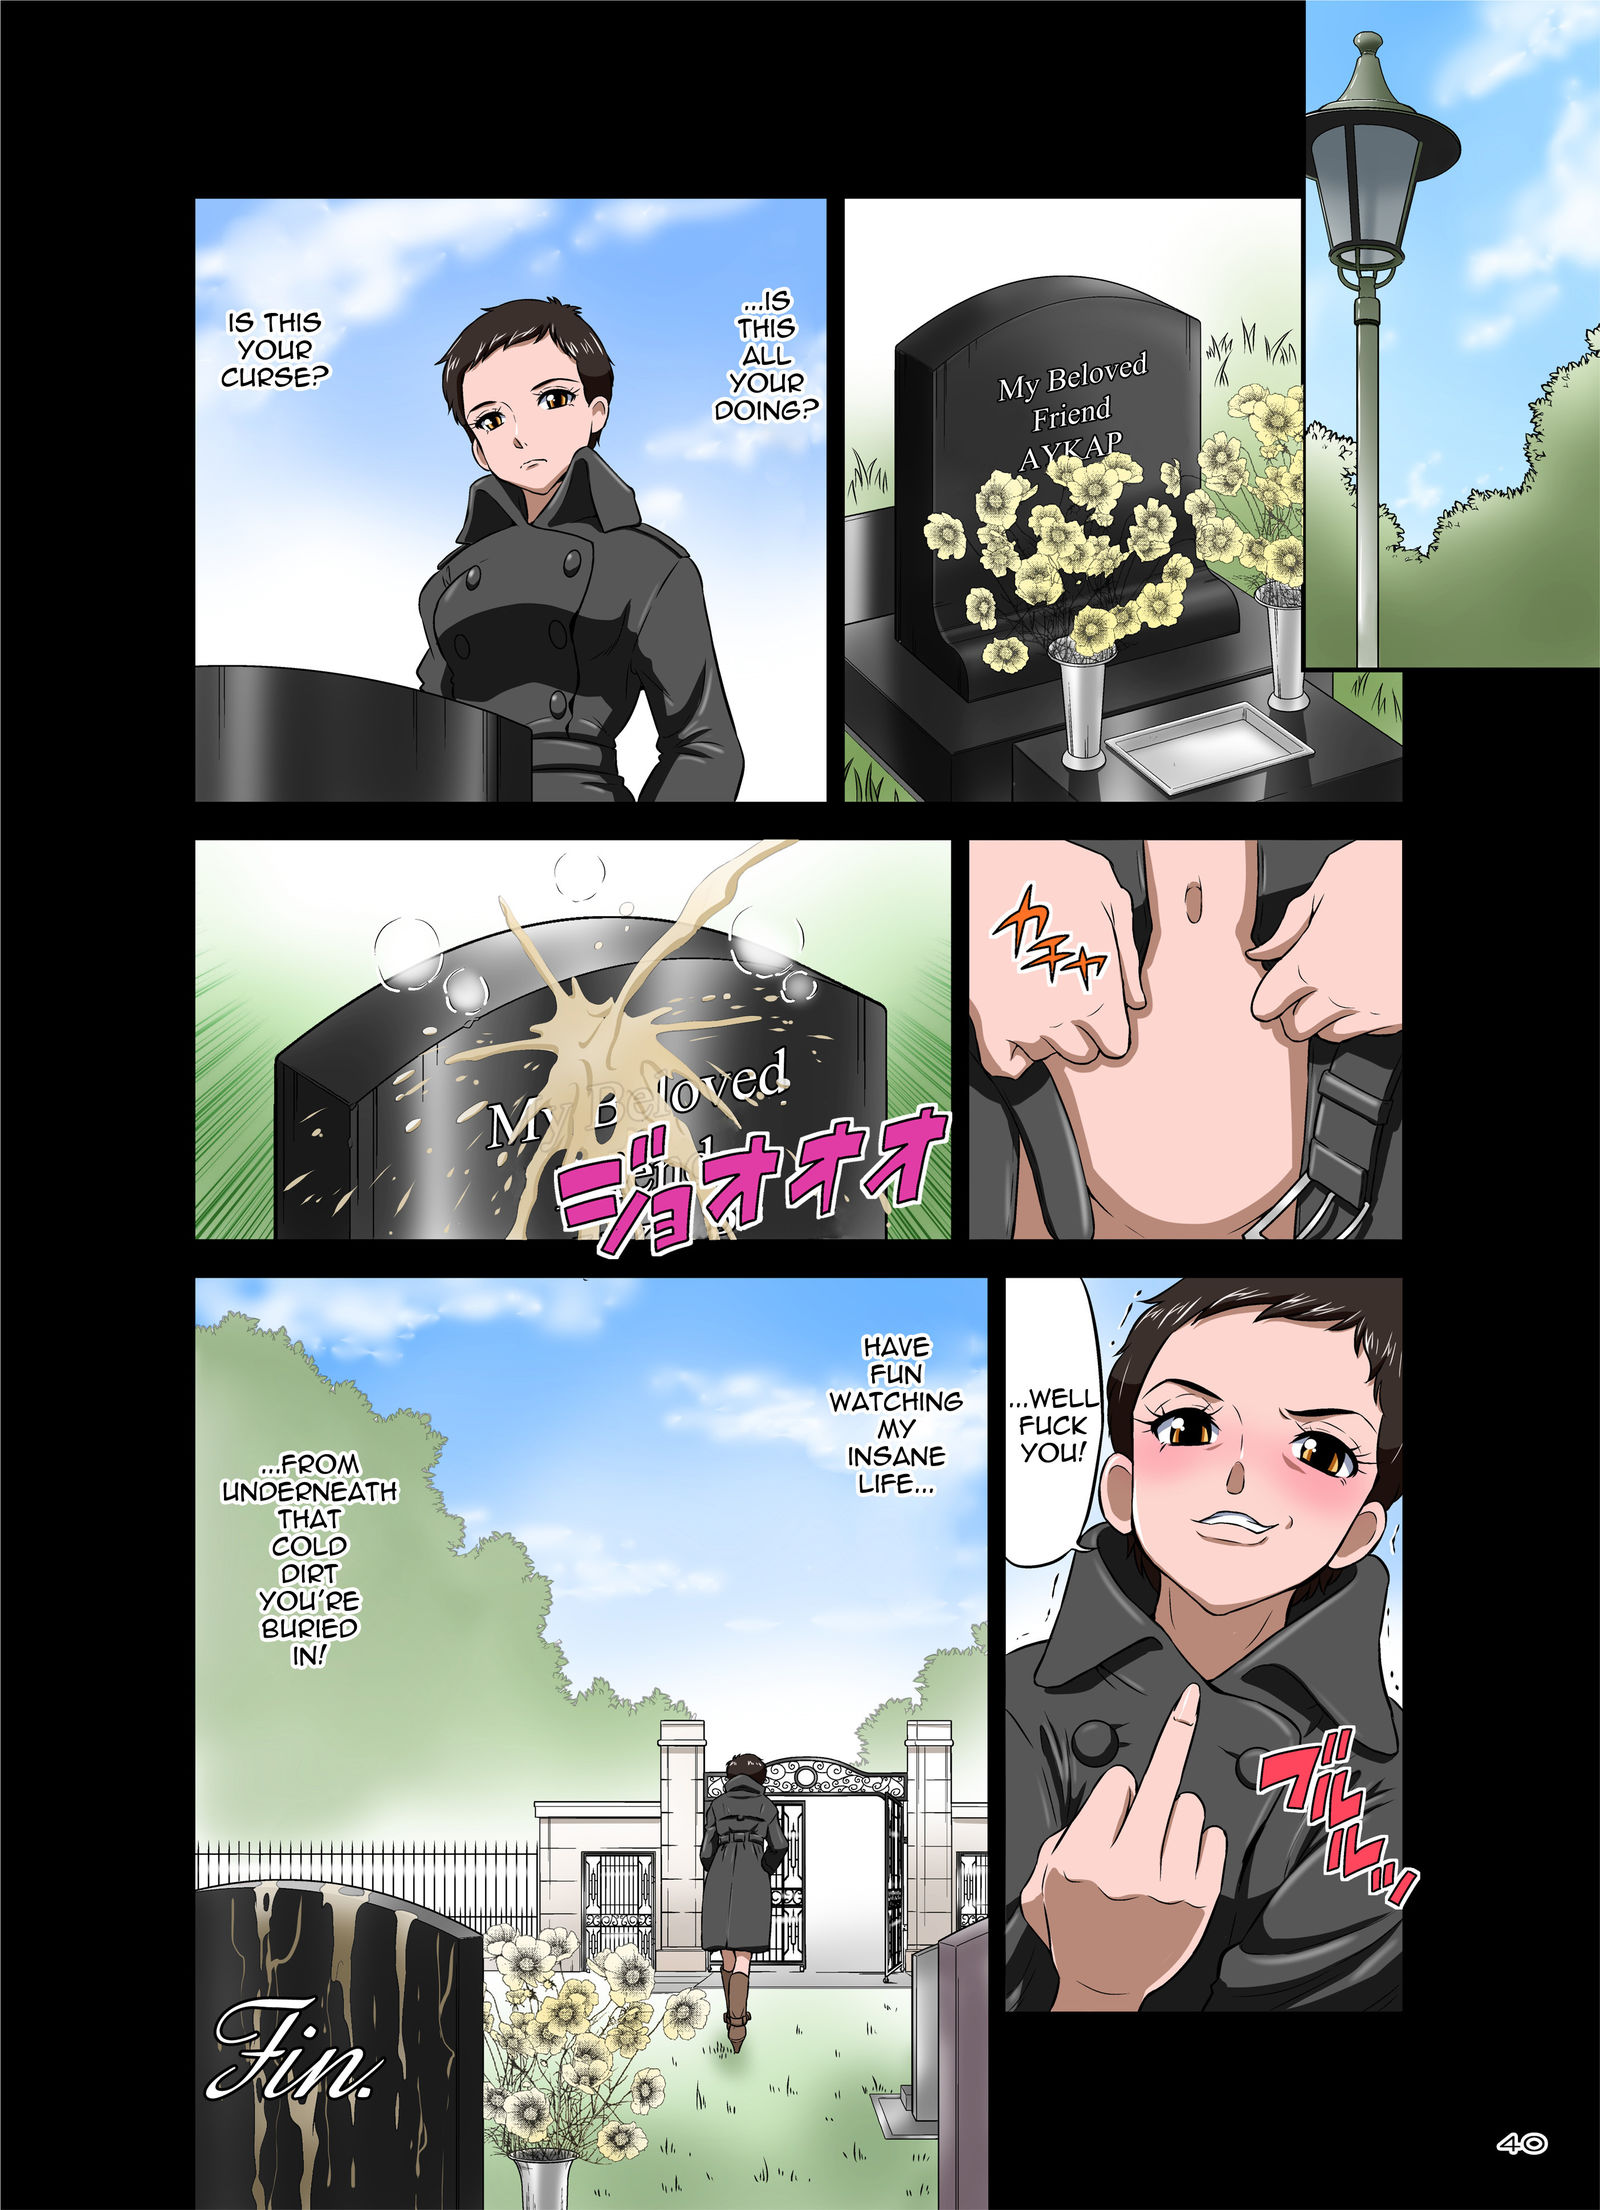 My Beloved
Friend
AYKAP
...IS
THIS
ALL
YOUR
DOING?
IS THIS
YOUR
CURSE?
カチャ
My Beloved
ジョオオオ
...WELL
FUCK
YOU!
ブルルルッ
HAVE
FUN
WATCHING
MY
INSANE
LIFE...
...FROM
UNDERNEATH
THAT
COLD
DIRT
YOU'RE
BURIED
IN!
Fin.
40